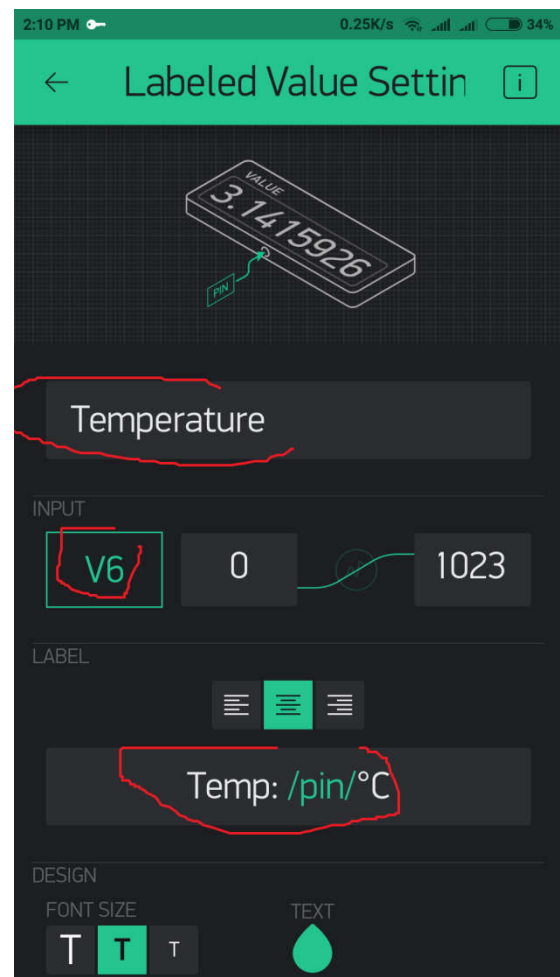 2:10 PM 0.25K/s 34%
Labeled Value Settin
VALUE
3.1415926
PIN
Temperature
INPUT
V6 0 1023
LABEL
Temp: /pin/°C
DESIGN
FONT SIZE TEXT
T T T